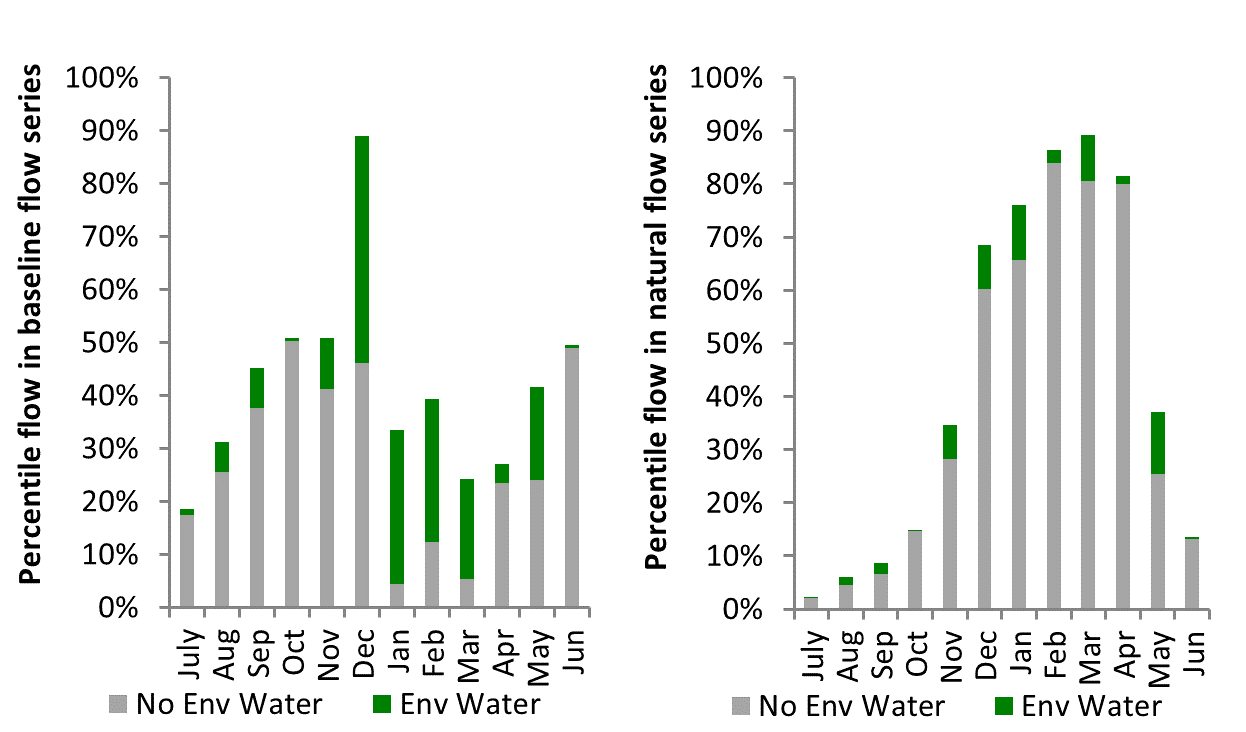 Percentile flow in baseline flow series
100%
90%
80%
70%
60%
50%
40%
30%
20%
10%
0%
July
Aug
Sep
Oct
Nov
Dec
Jan
Feb
Mar
Apr
May
Jun
No Env Water
Env Water
Percentile flow in natural flow series
100%
90%
80%
70%
60%
50%
40%
30%
20%
10%
0%
July
Aug
Sep
Oct
Nov
Dec
Jan
Feb
Mar
Apr
May
Jun
No Env Water
Env Water